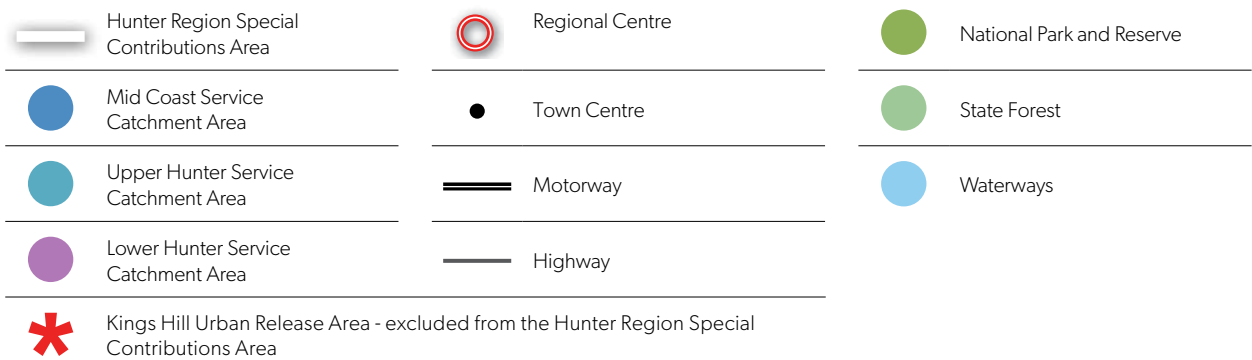 Hunter Region Special
Contributions Area
Mid Coast Service
Catchment Area
Upper Hunter Service
Catchment Area
Lower Hunter Service
Catchment Area
Kings Hill Urban Release Area - excluded from the Hunter Region Special
Contributions Area
Regional Centre
Town Centre
Motorway
Highway
National Park and Reserve
State Forest
Waterways